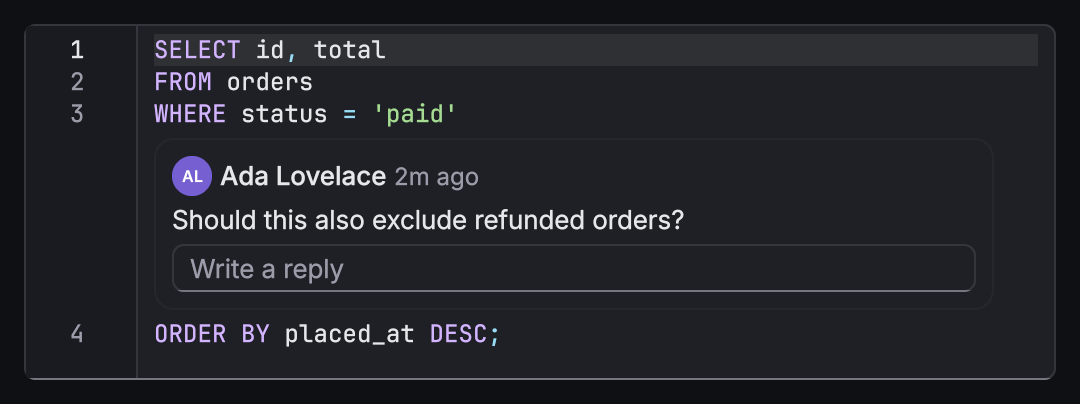 1 SELECT id, total
2 FROM orders
3 WHERE status = 'paid'
AL Ada Lovelace 2m ago
Should this also exclude refunded orders?
Write a reply
4 ORDER BY placed_at DESC;